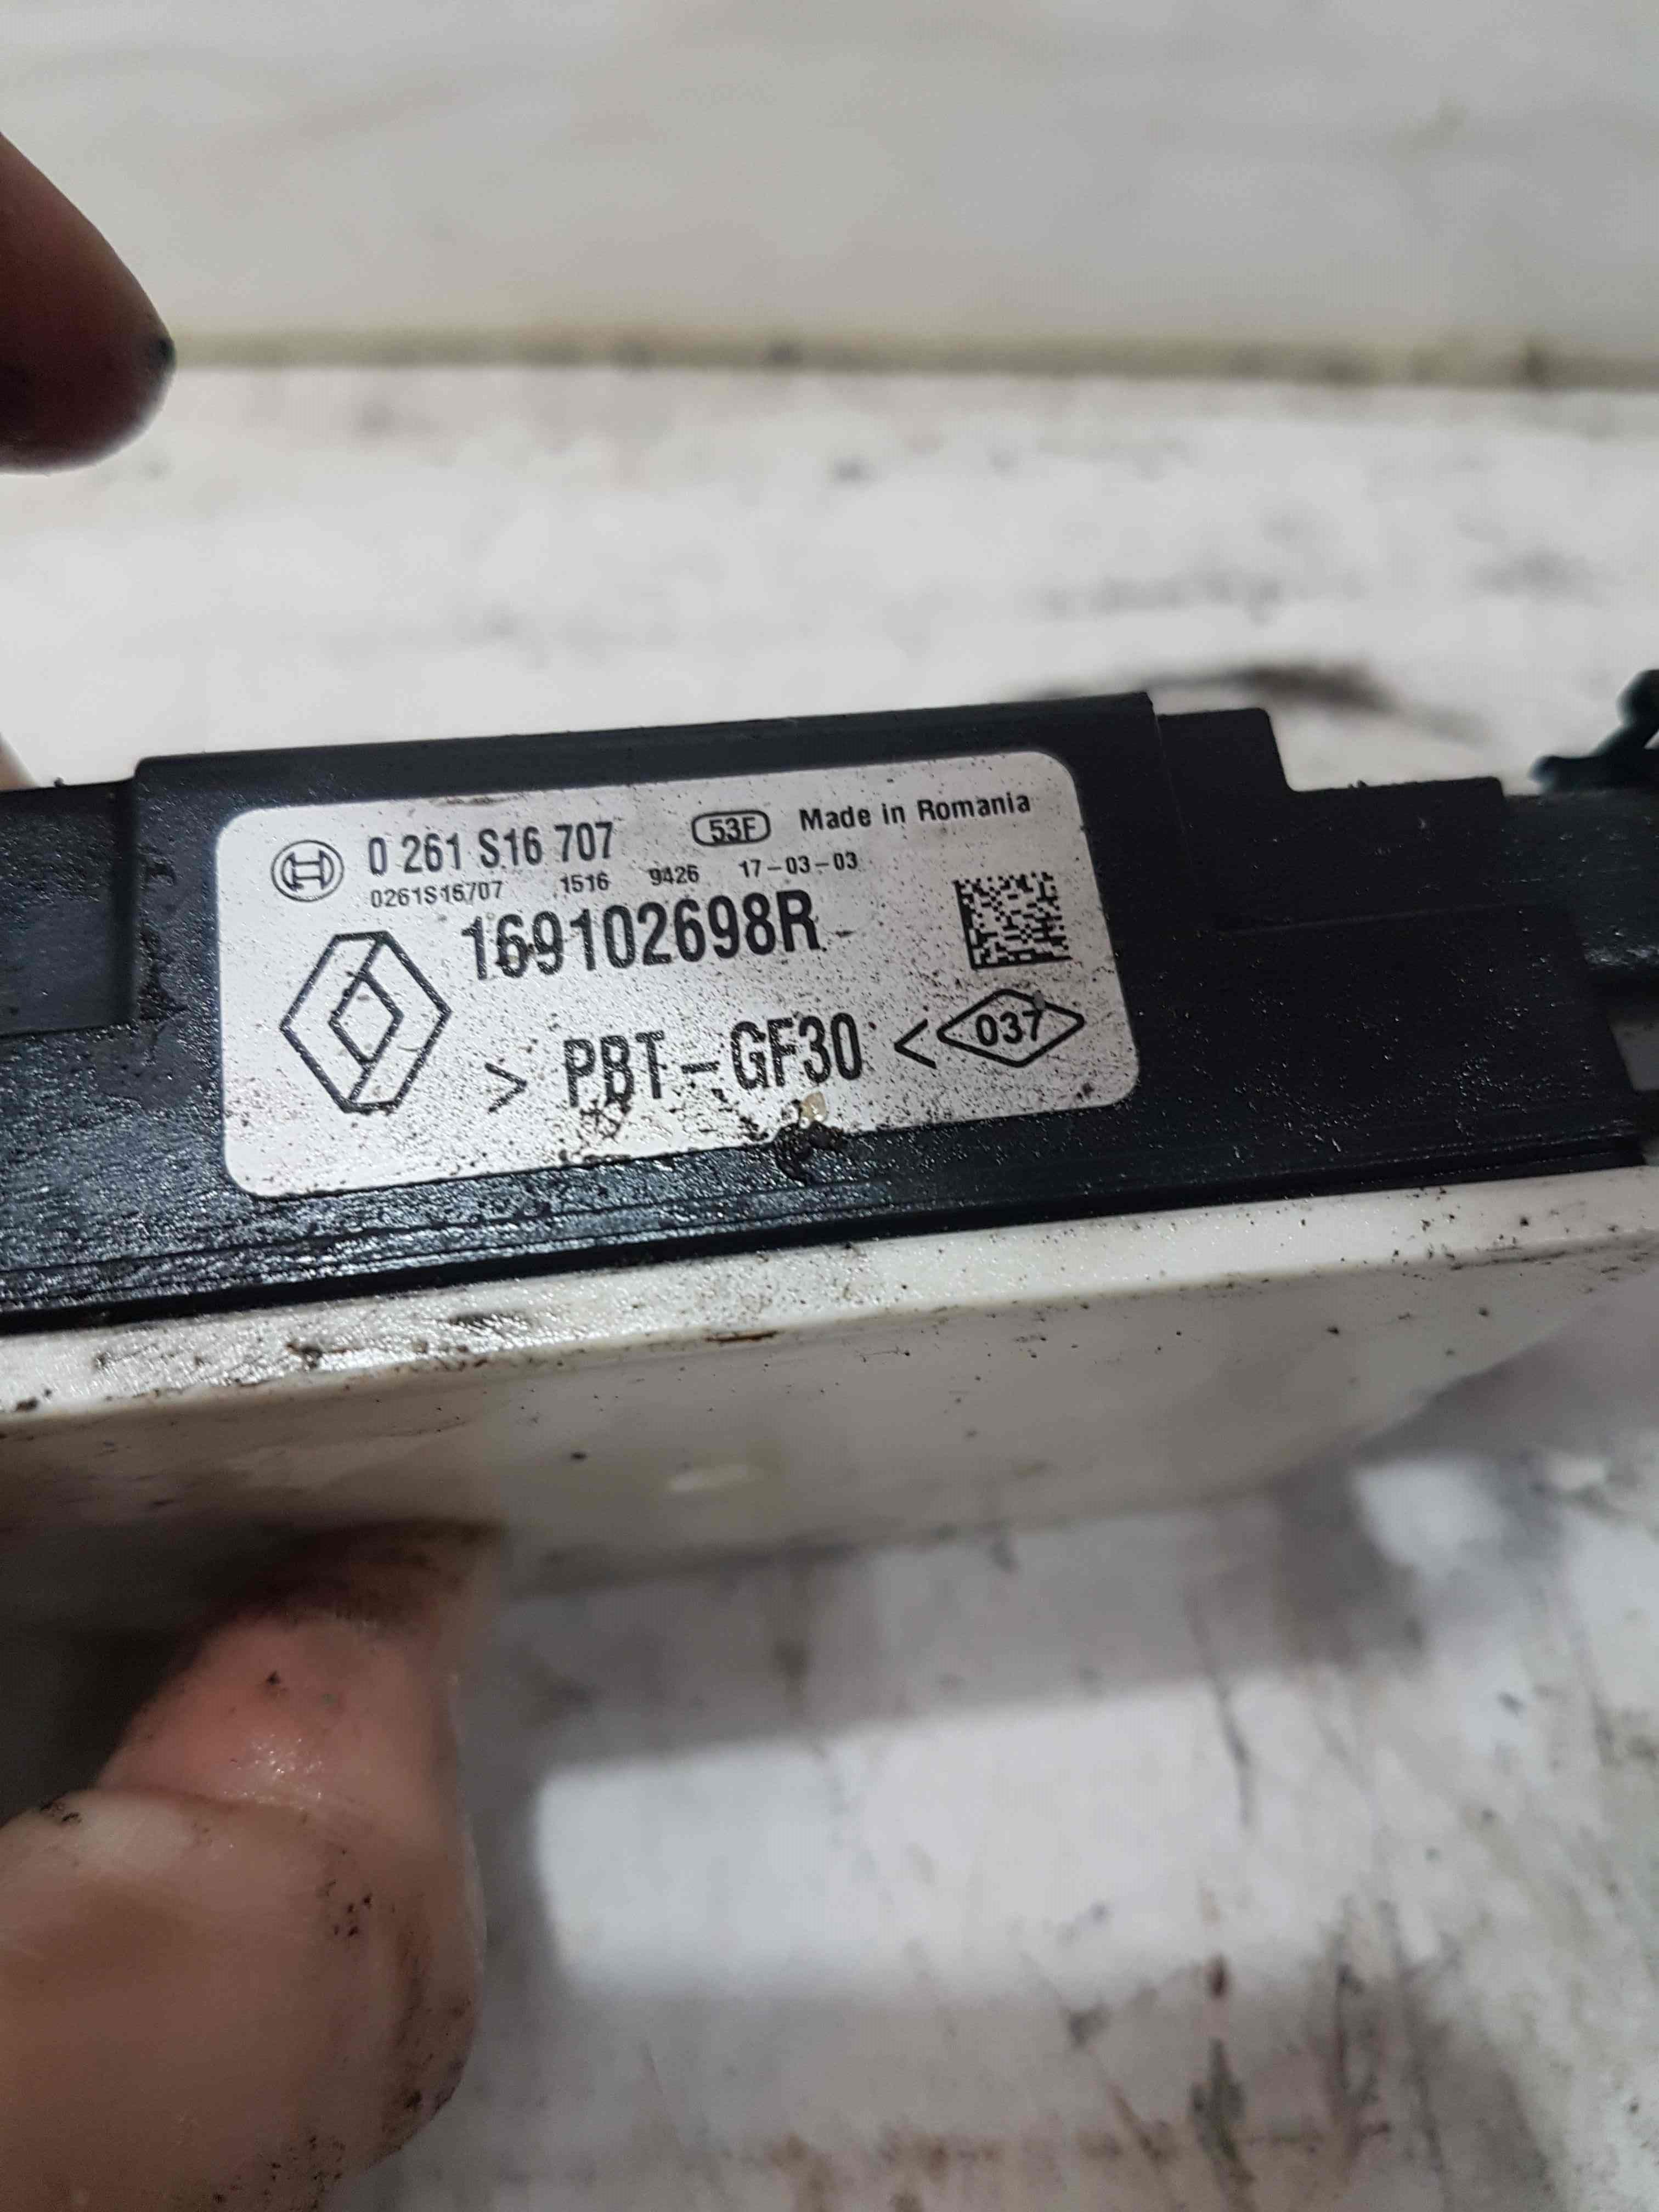 0 261 S16 707 53F Made in Romania
0261S16707 1516 9426 17-03-03
169102698R
> PBT-GF30 < 037